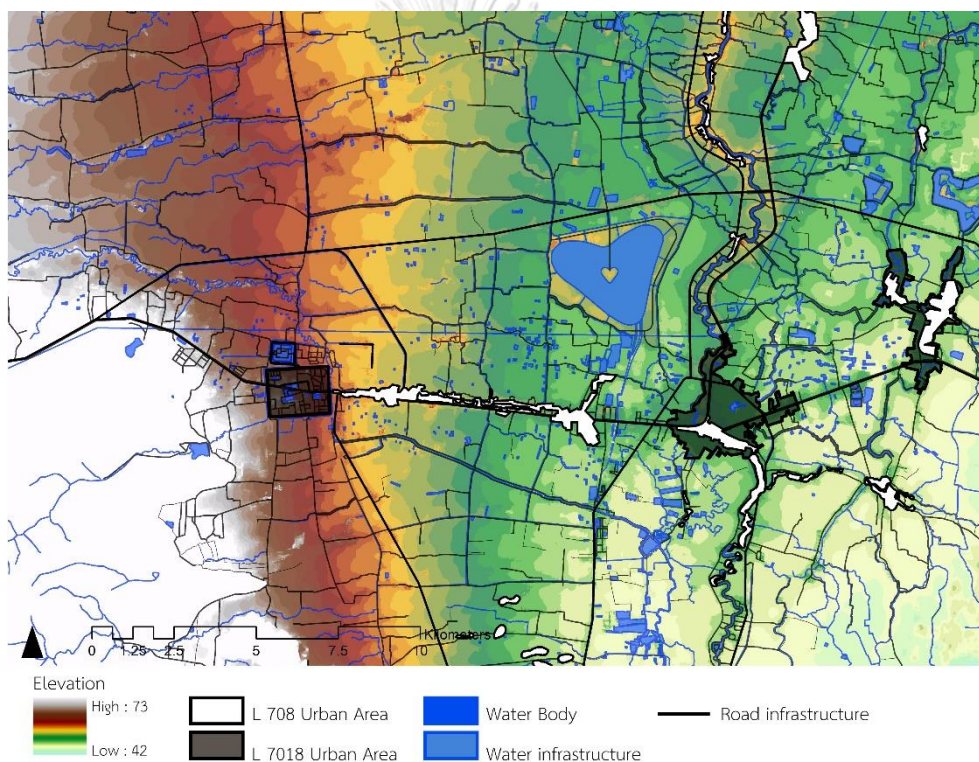 Kilometers
0 1.25 2.5 5 7.5 10
Elevation
High : 73
Low : 42
L 708 Urban Area
L 7018 Urban Area
Water Body
Water infrastructure
Road infrastructure